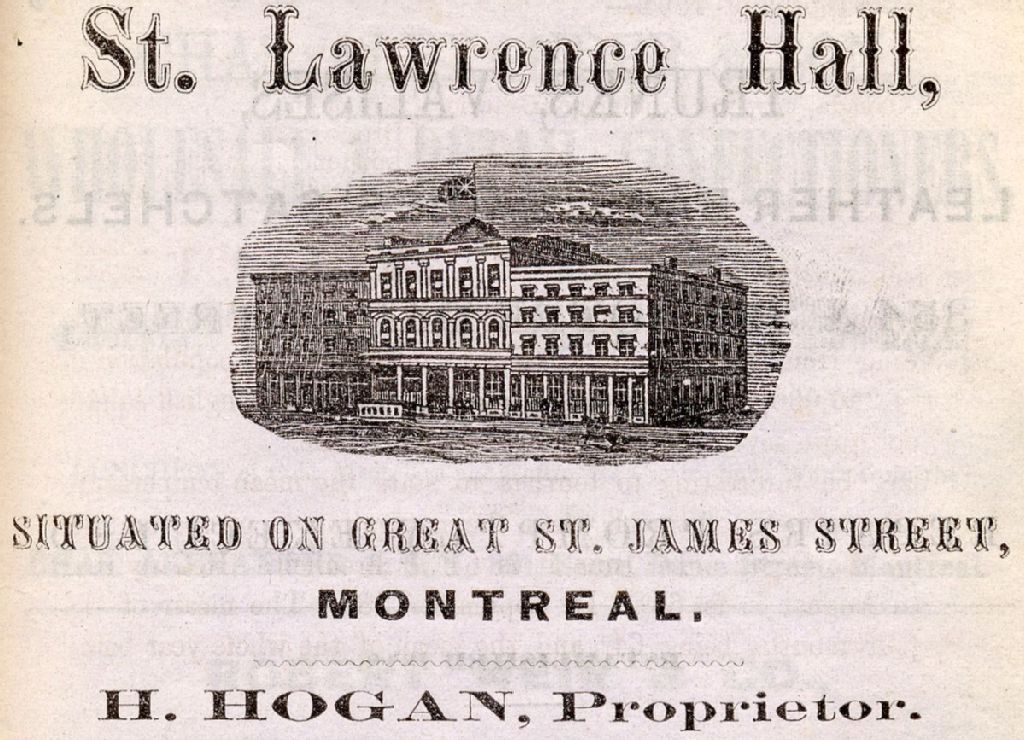 St. Lawrence Hall,
SITUATED ON GREAT ST. JAMES STREET,
MONTREAL.
H. HOGAN, Proprietor.